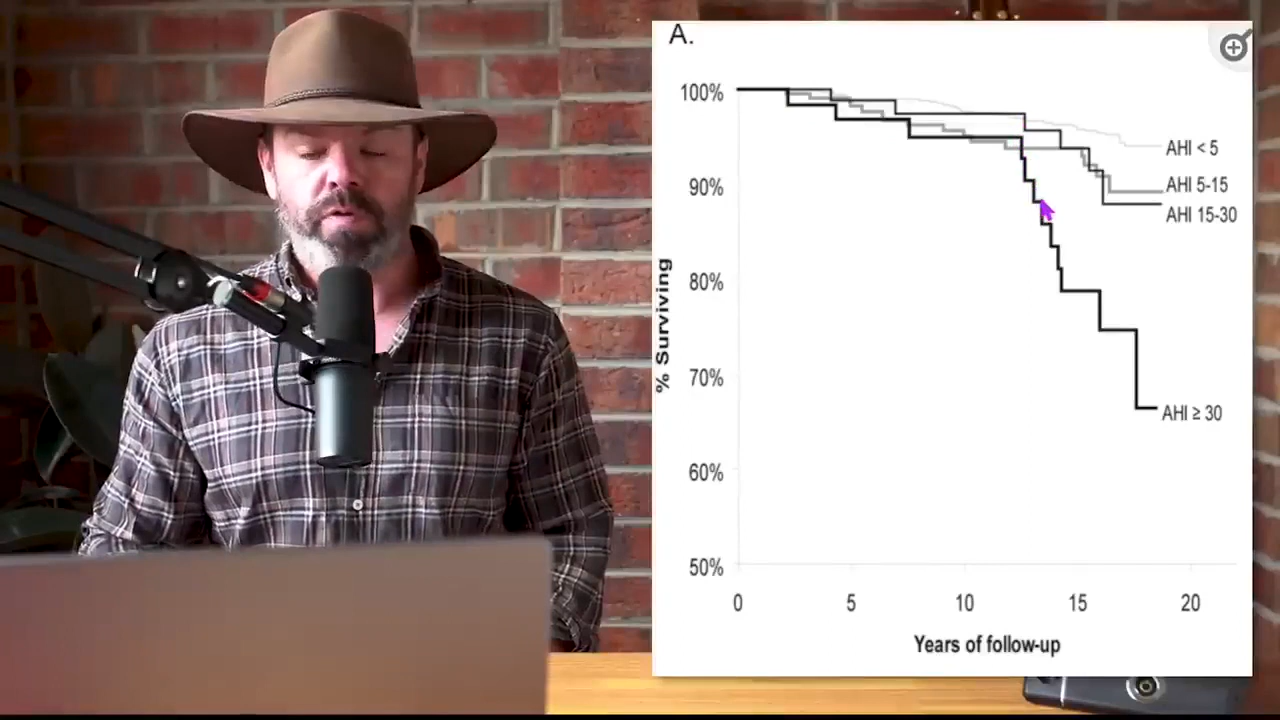 A.
100%
90%
80%
70%
60%
50%
% Surviving
AHI < 5
AHI 5-15
AHI 15-30
AHI ≥ 30
0 5 10 15 20
Years of follow-up